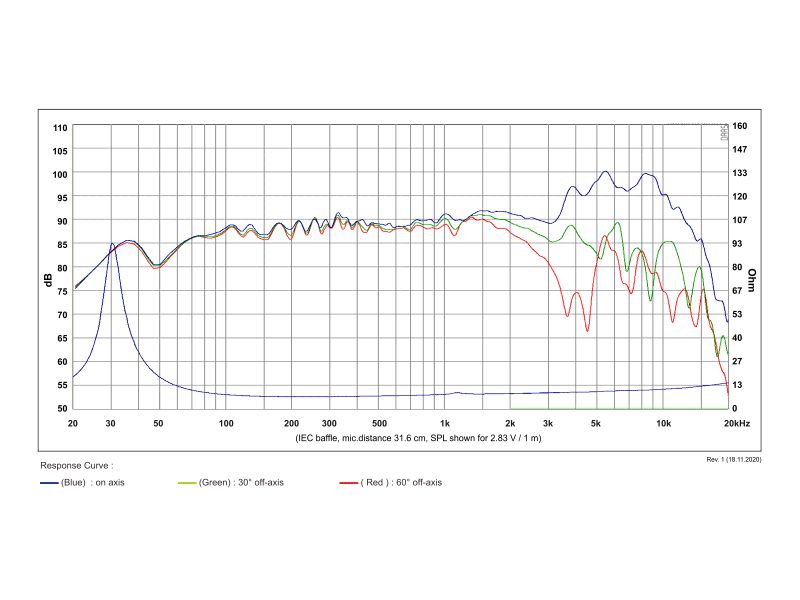 110 160
105 147
100 133
95 120
90 107
85 93
80 80
75 67
70 53
65 40
60 27
55 13
50 0
dB
Ohm
DAAS
20 30 50 100 200 300 500 1k 2k 3k 5k 10k 20kHz
(IEC baffle, mic.distance 31.6 cm, SPL shown for 2.83 V / 1 m)
Rev. 1 (18.11.2020)
Response Curve :
(Blue) : on axis (Green) : 30° off-axis ( Red ) : 60° off-axis